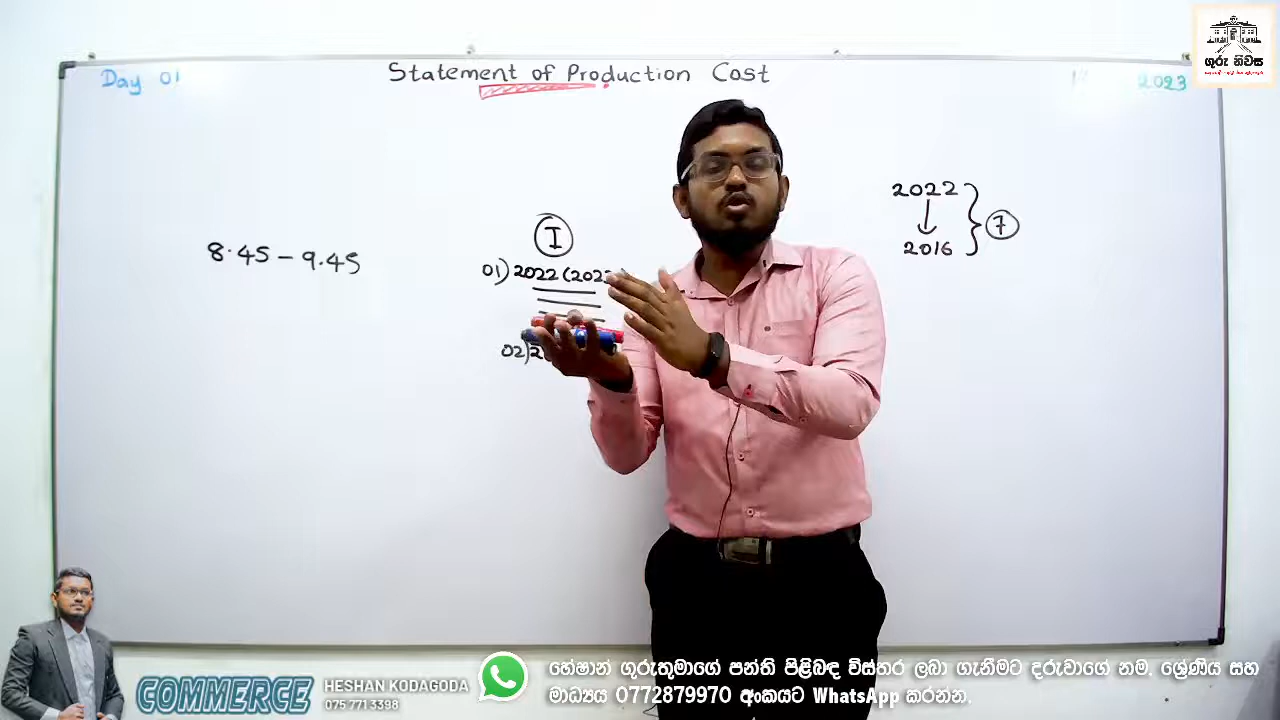 ගුරු නිවස
Day 01
Statement of Production Cost
2023
2022
2016
7
8.45 – 9.45
I
01) 2022 (202
02) 2
COMMERCE
HESHAN KODAGODA
075 771 3398
හේෂාන් ගුරුතුමාගේ පන්ති පිළිබඳ විස්තර ලබා ගැනීමට දරුවාගේ නම, ශ්‍රේණිය සහ
මාධ්‍යය 0772879970 අංකයට WhatsApp කරන්න.